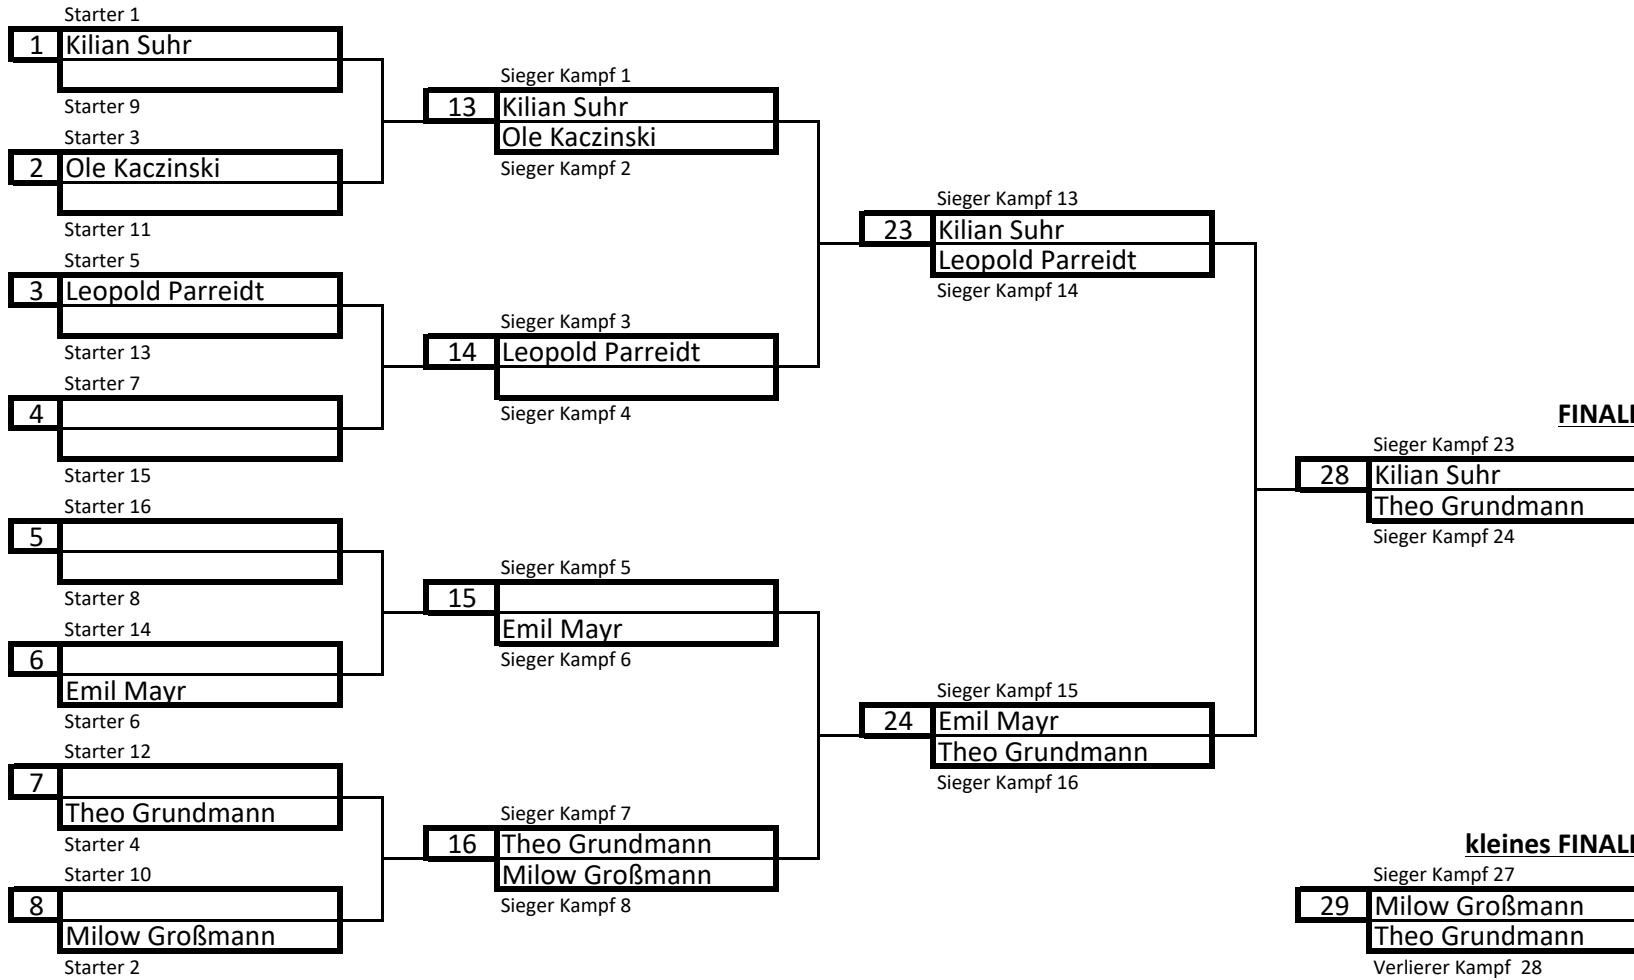 Starter 1
1 Kilian Suhr
Starter 9
Starter 3
2 Ole Kaczinski
Starter 11
Starter 5
3 Leopold Parreidt
Starter 13
Starter 7
4
Starter 15
Starter 16
5
Starter 8
Starter 14
6
Emil Mayr
Starter 6
Starter 12
7
Theo Grundmann
Starter 4
Starter 10
8
Milow Großmann
Starter 2
Sieger Kampf 1
13 Kilian Suhr
Ole Kaczinski
Sieger Kampf 2
Sieger Kampf 3
14 Leopold Parreidt
Sieger Kampf 4
Sieger Kampf 5
15
Emil Mayr
Sieger Kampf 6
Sieger Kampf 7
16 Theo Grundmann
Milow Großmann
Sieger Kampf 8
Sieger Kampf 13
23 Kilian Suhr
Leopold Parreidt
Sieger Kampf 14
Sieger Kampf 15
24 Emil Mayr
Theo Grundmann
Sieger Kampf 16
FINAL
Sieger Kampf 23
28 Kilian Suhr
Theo Grundmann
Sieger Kampf 24
kleines FINAL
Sieger Kampf 27
29 Milow Großmann
Theo Grundmann
Verlierer Kampf 28